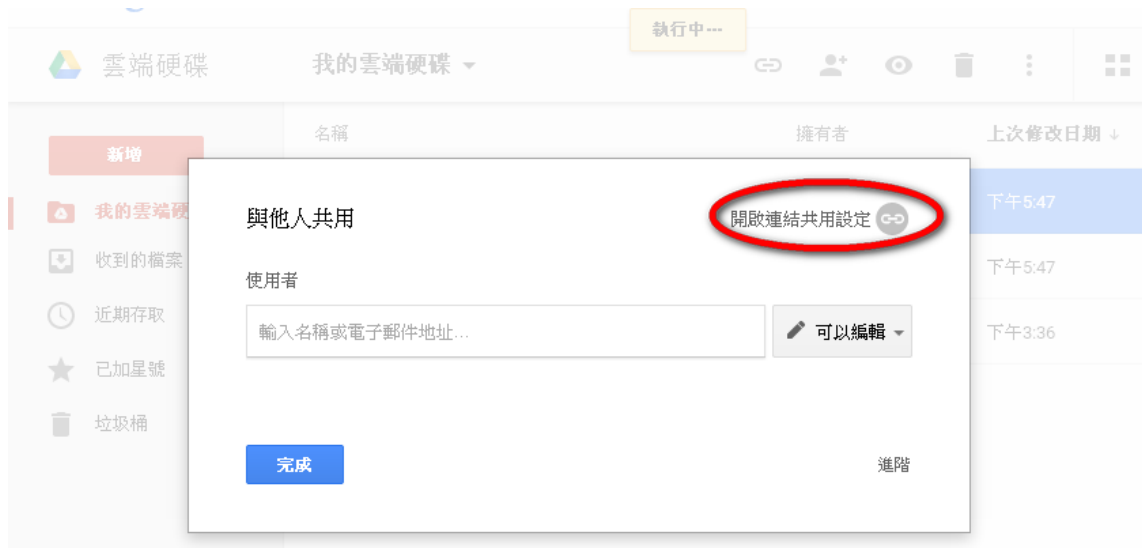 執行中...
雲端硬碟
我的雲端硬碟
名稱
擁有者
上次修改日期 ↓
新增
我的雲端硬
下午5:47
收到的檔案
下午5:47
近期存取
下午3:36
已加星號
垃圾桶
與他人共用
開啟連結共用設定
使用者
輸入名稱或電子郵件地址...
可以編輯
完成
進階